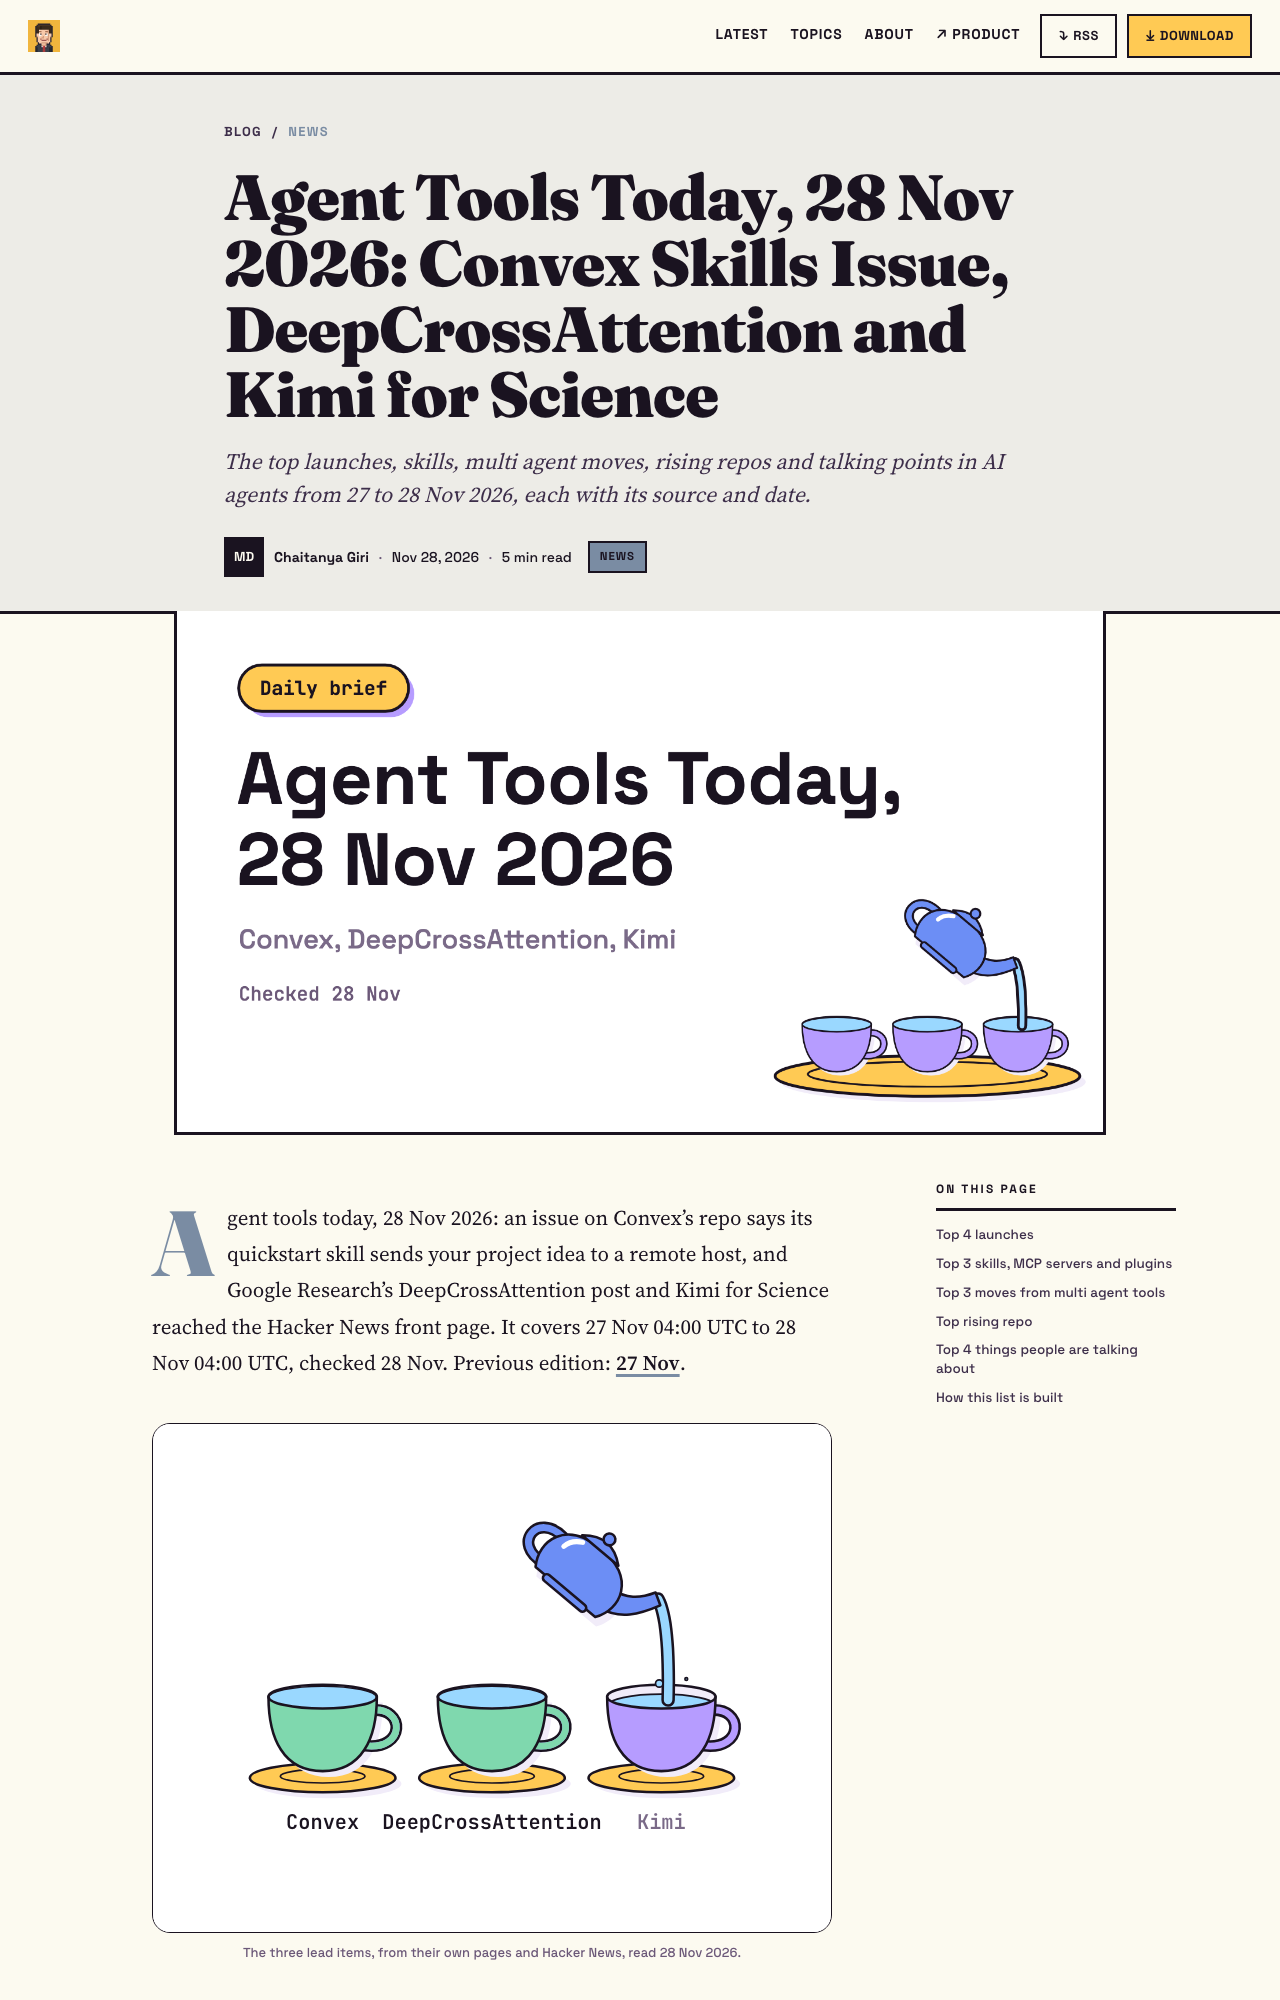 LATEST TOPICS ABOUT ↗ PRODUCT ⤵ RSS ⤓ DOWNLOAD
BLOG / NEWS
Agent Tools Today, 28 Nov
2026: Convex Skills Issue,
DeepCrossAttention and
Kimi for Science
The top launches, skills, multi agent moves, rising repos and talking points in AI
agents from 27 to 28 Nov 2026, each with its source and date.
MD Chaitanya Giri · Nov 28, 2026 · 5 min read NEWS
Daily brief
Agent Tools Today,
28 Nov 2026
Convex, DeepCrossAttention, Kimi
Checked 28 Nov
Agent tools today, 28 Nov 2026: an issue on Convex’s repo says its
quickstart skill sends your project idea to a remote host, and
Google Research’s DeepCrossAttention post and Kimi for Science
reached the Hacker News front page. It covers 27 Nov 04:00 UTC to 28
Nov 04:00 UTC, checked 28 Nov. Previous edition: 27 Nov.
ON THIS PAGE
Top 4 launches
Top 3 skills, MCP servers and plugins
Top 3 moves from multi agent tools
Top rising repo
Top 4 things people are talking
about
How this list is built
Convex DeepCrossAttention Kimi
The three lead items, from their own pages and Hacker News, read 28 Nov 2026.